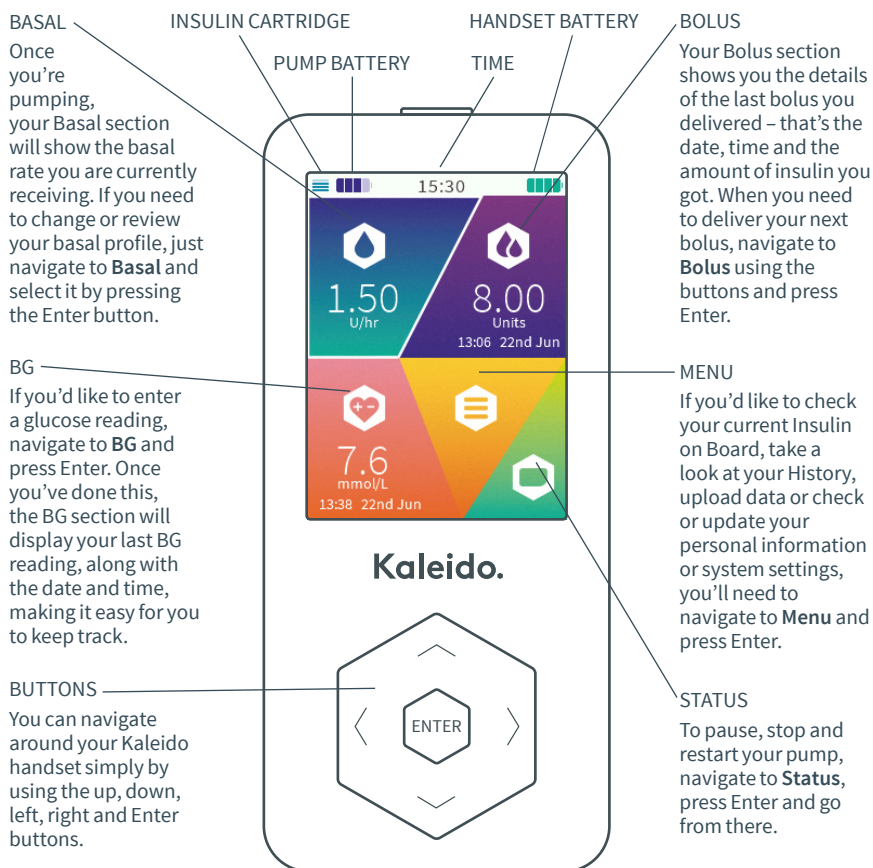 BASAL
Once
you’re
pumping,
your Basal section
will show the basal
rate you are currently
receiving. If you need
to change or review
your basal profile, just
navigate to Basal and
select it by pressing
the Enter button.
INSULIN CARTRIDGE
PUMP BATTERY
TIME
HANDSET BATTERY
BOLUS
Your Bolus section
shows you the details
of the last bolus you
delivered – that’s the
date, time and the
amount of insulin you
got. When you need
to deliver your next
bolus, navigate to
Bolus using the
buttons and press
Enter.
15:30
1.50
U/hr
8.00
Units
13:06 22nd Jun
7.6
mmol/L
13:38 22nd Jun
Kaleido.
ENTER
BG
If you’d like to enter
a glucose reading,
navigate to BG and
press Enter. Once
you’ve done this,
the BG section will
display your last BG
reading, along with
the date and time,
making it easy for you
to keep track.
MENU
If you’d like to check
your current Insulin
on Board, take a
look at your History,
upload data or check
or update your
personal information
or system settings,
you’ll need to
navigate to Menu and
press Enter.
BUTTONS
You can navigate
around your Kaleido
handset simply by
using the up, down,
left, right and Enter
buttons.
STATUS
To pause, stop and
restart your pump,
navigate to Status,
press Enter and go
from there.